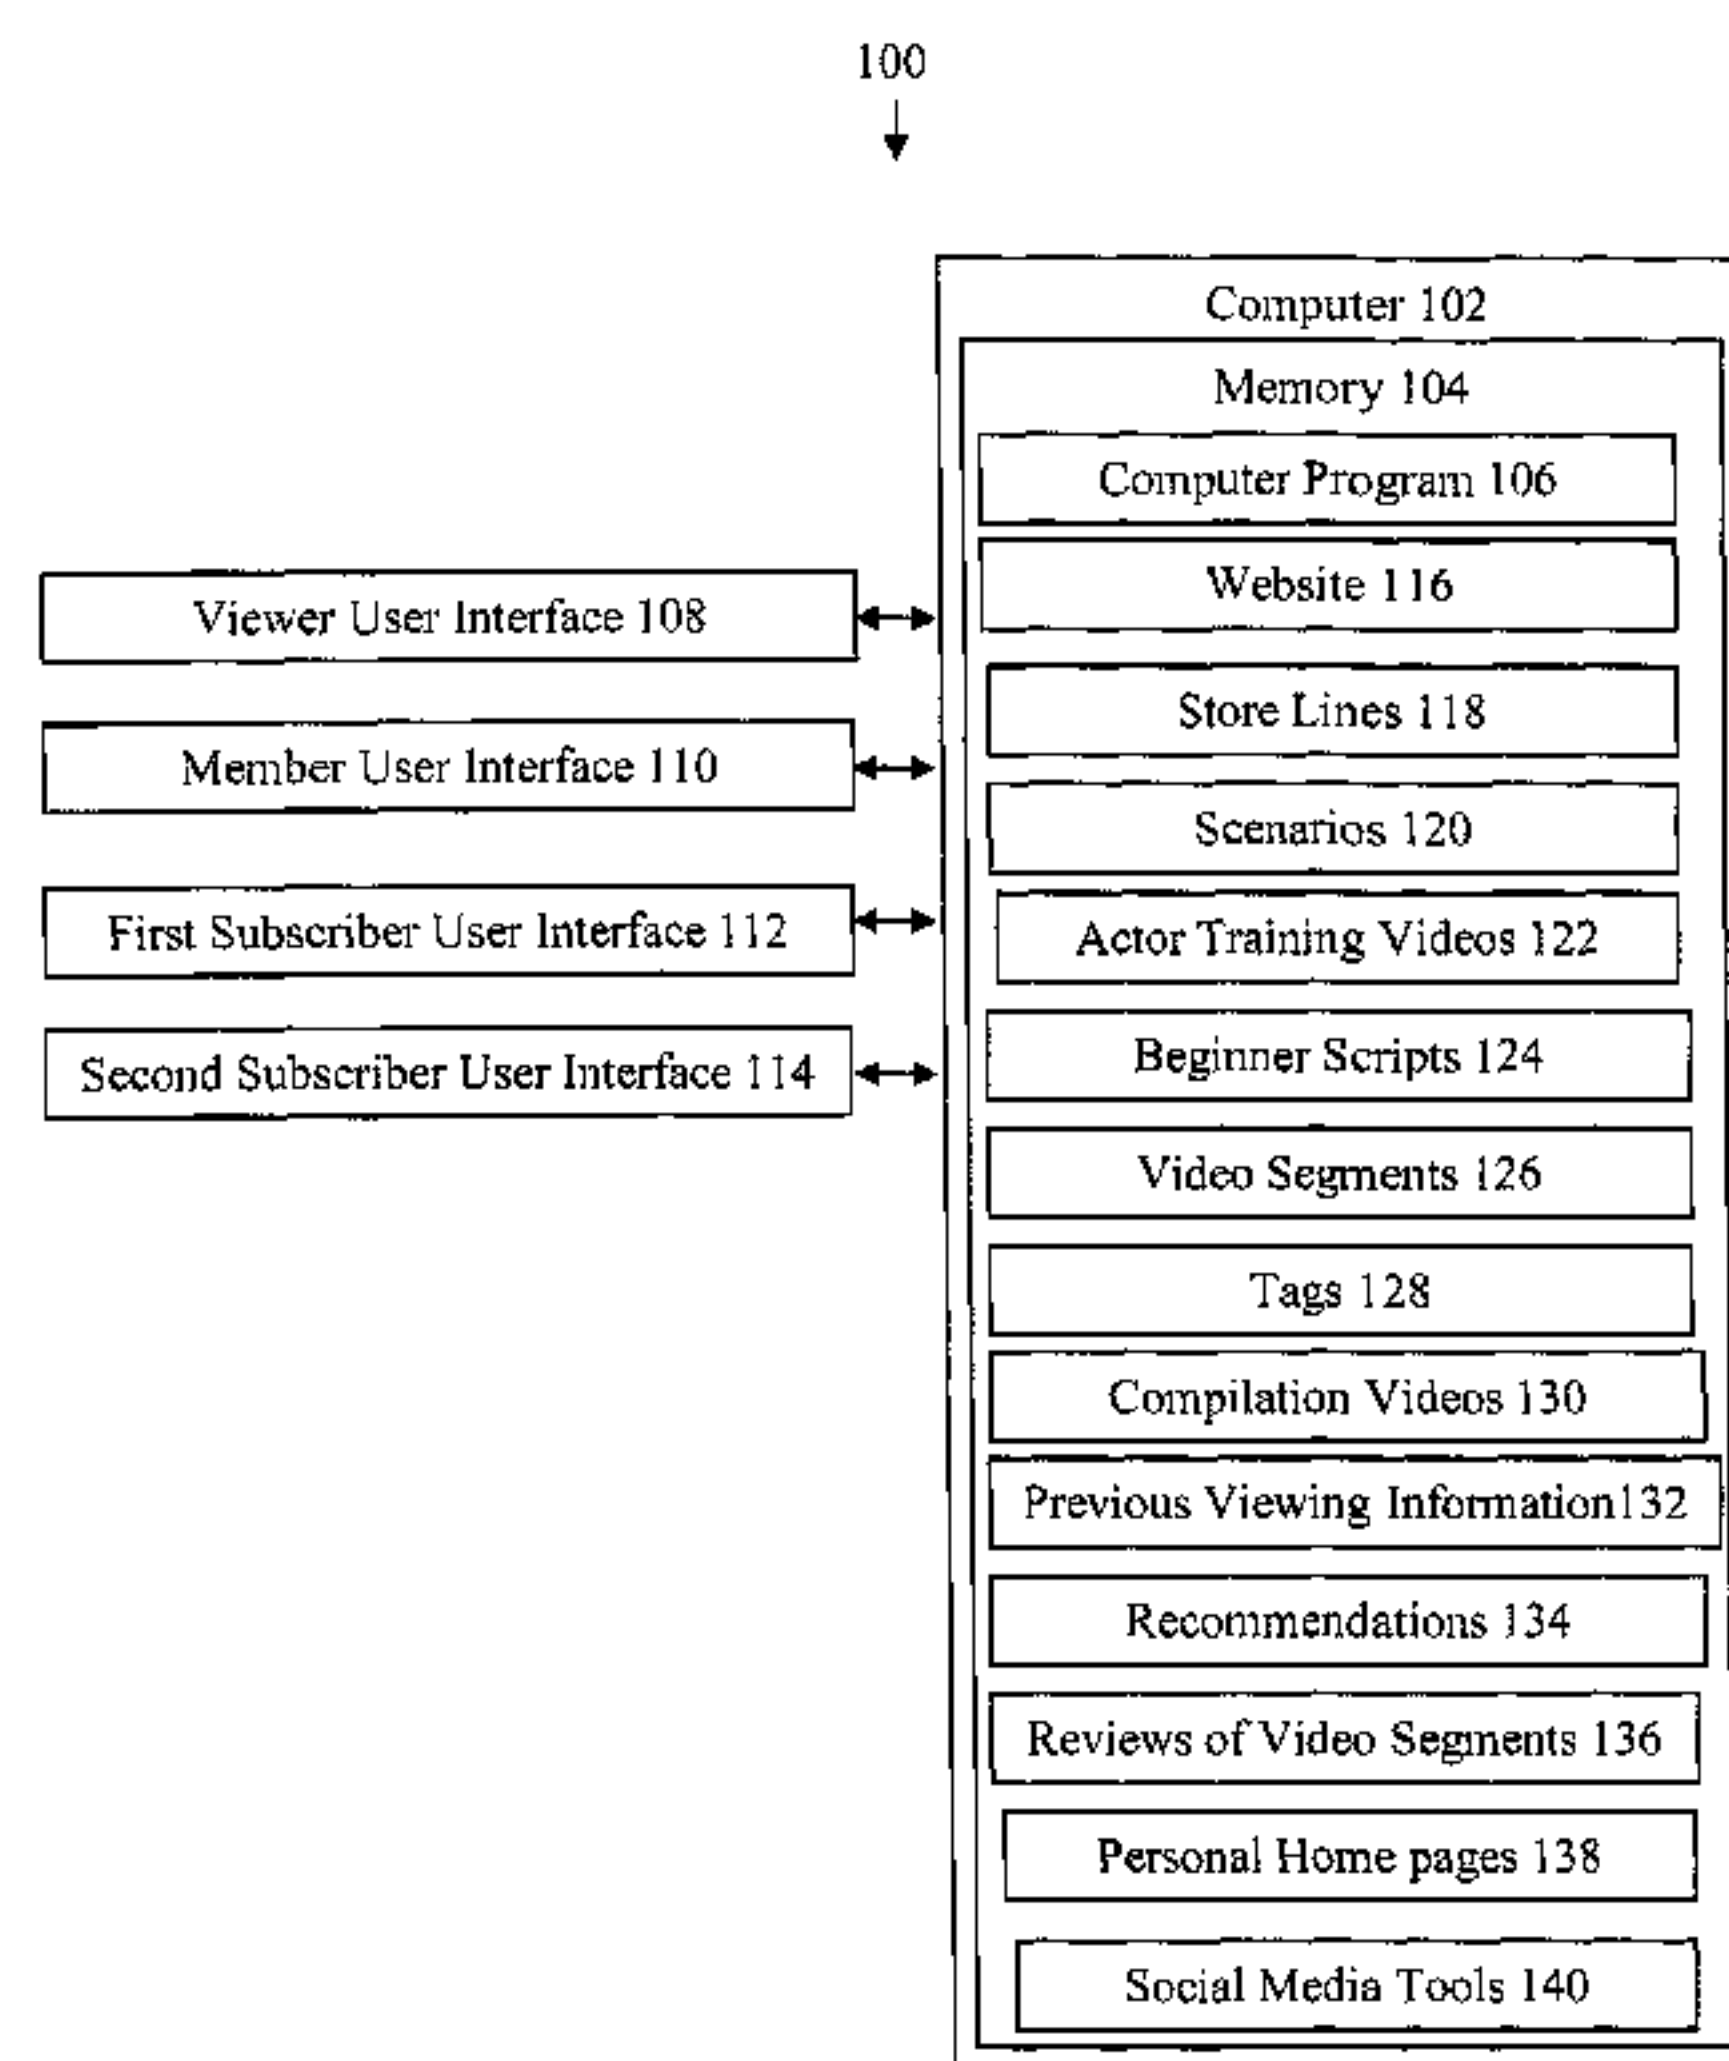 100
Computer 102
Memory 104
Computer Program 106
Website 116
Viewer User Interface 108
Store Lines 118
Member User Interface 110
Scenarios 120
First Subscriber User Interface 112
Actor Training Videos 122
Second Subscriber User Interface 114
Beginner Scripts 124
Video Segments 126
Tags 128
Compilation Videos 130
Previous Viewing Information132
Recommendations 134
Reviews of Video Segments 136
Personal Home pages 138
Social Media Tools 140